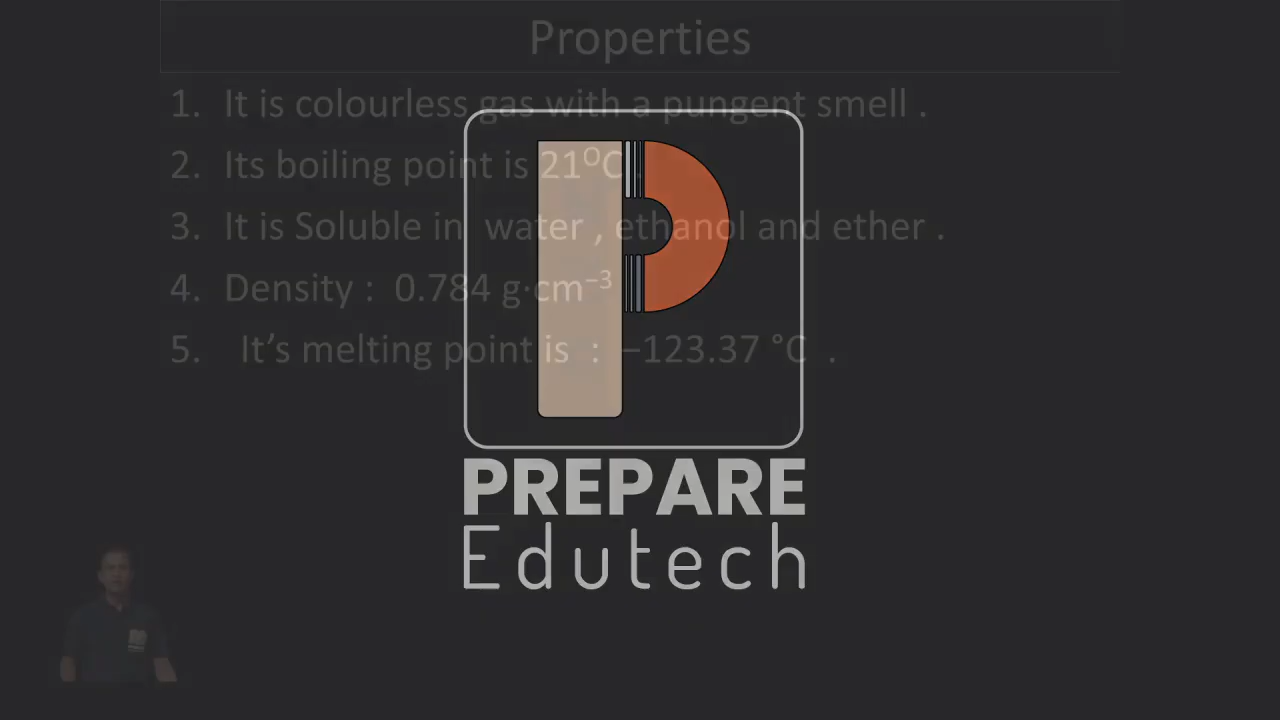 Properties
1. It is colourless gas with a pungent smell .
2. Its boiling point is 21⁰C .
3. It is Soluble in water , ethanol and ether .
4. Density : 0.784 g·cm−3
5. It’s melting point is : −123.37 °C .
PREPARE
Edutech